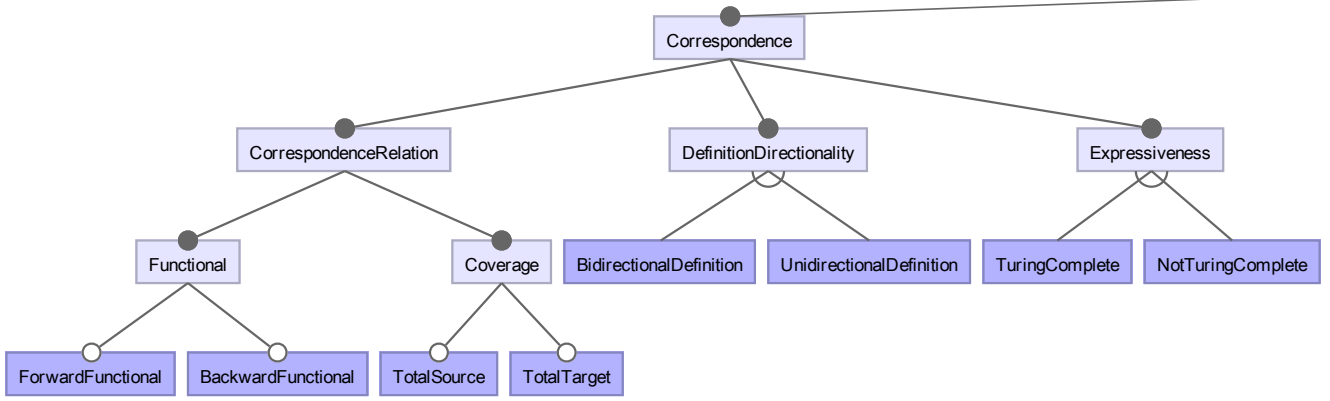 Correspondence
CorrespondenceRelation
DefinitionDirectionality
Expressiveness
Functional
Coverage
BidirectionalDefinition
UnidirectionalDefinition
TuringComplete
NotTuringComplete
ForwardFunctional
BackwardFunctional
TotalSource
TotalTarget